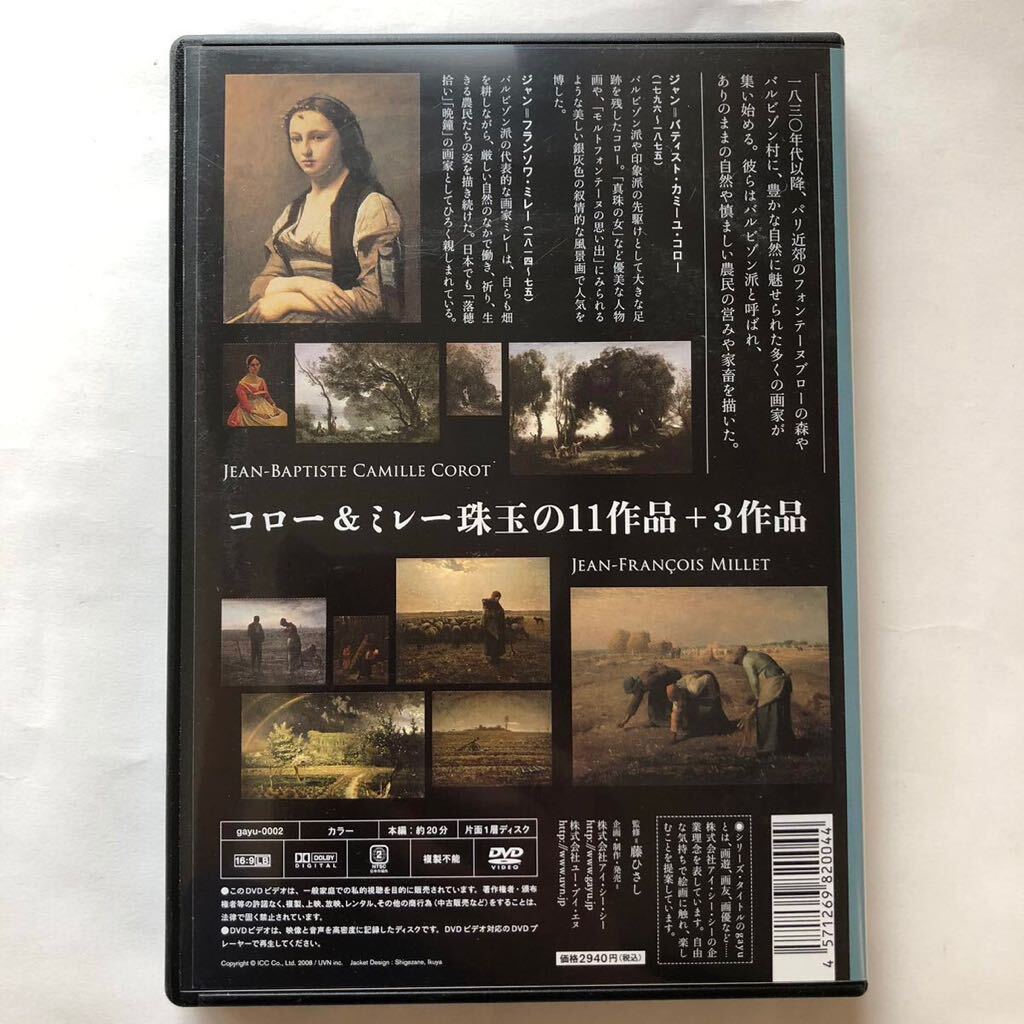 一八三〇年代以降、パリ近郊のフォンテーヌブローの森や
バルビゾン村に、豊かな自然に魅せられた多くの画家が
集い始める。彼らはバルビゾン派と呼ばれ、
ありのままの自然や慎ましい農民の営みや家畜を描いた。
ジャン=バティスト・カミーユ・コロー
(一七九六〜一八七五)
バルビゾン派や印象派の先駆けとして大きな足
跡を残したコロー。「真珠の女」など優美な人物
画や、「モルトフォンテーヌの思い出」にみられる
ような美しい銀灰色の叙情的な風景画で人気を
博した。
ジャン=フランソワ・ミレー(一八一四〜七五)
バルビゾン派の代表的な画家ミレーは、自らも畑
を耕しながら、厳しい自然のなかで働き、祈り、生
きる農民たちの姿を描き続けた。日本でも「落穂
拾い」「晩鐘」の画家としてひろく親しまれている。
JEAN-BAPTISTE CAMILLE COROT
コロー&ミレー珠玉の11作品+3作品
JEAN-FRANÇOIS MILLET
gayu-0002 カラー 本編:約20分 片面1層ディスク
16:9 LB DOLBY DIGITAL 2 NTSC 日本市場向 複製不能 DVD VIDEO
●このDVDビデオは、一般家庭での私的視聴を目的に販売されています。著作権者・頒布
権者等の許諾なく、複製、上映、放映、レンタル、その他の商行為(中古販売など)をすることは、
法律で固く禁止されています。
●DVDビデオは、映像と音声を高密度に記録したディスクです。DVDビデオ対応のDVDプ
レーヤーで再生してください。
Copyright © ICC Co., Ltd. 2008 / UVN inc. Jacket Design : Shigezane, Ikuya
●シリーズ・タイトルのgayu
とは、画遊、画友、画優など……
株式会社アイ・シー・シーの企
業理念を表しています。自由
な気持ちで絵画に触れ、楽し
むことを提案しています。
監修=藤ひさし
企画・制作・発売=
株式会社アイ・シー・シー
http://www.gayu.jp
株式会社ユー・ブイ・エヌ
http://www.uvn.jp
価格2940円(税込)
4 571269 820044